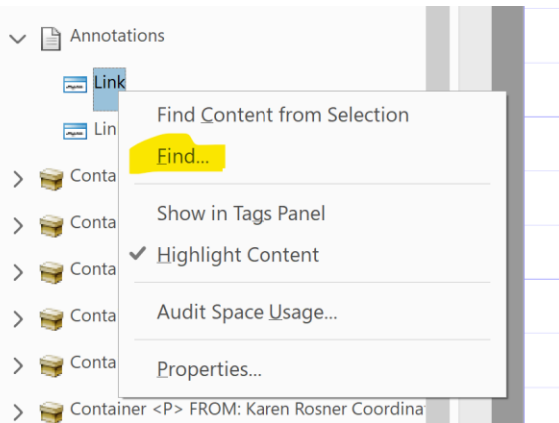 Annotations
Link
Lin
Find Content from Selection
Find...
Conta
Conta
Show in Tags Panel
Conta
Highlight Content
Conta
Audit Space Usage...
Conta
Properties...
Container <P> FROM: Karen Rosner Coordina